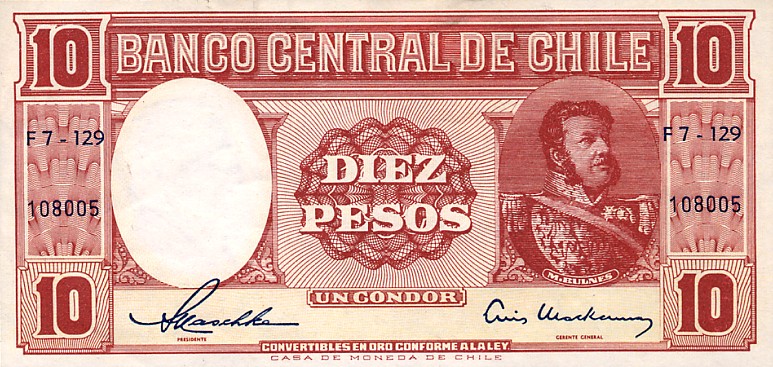 10 BANCO CENTRAL DE CHILE 10
F 7 - 129 F 7 - 129
DIEZ
PESOS
108005 108005
M. BULNES
UN CONDOR
10 10
PRESIDENTE GERENTE GENERAL
CONVERTIBLES EN ORO CONFORME A LA LEY
CASA DE MONEDA DE CHILE